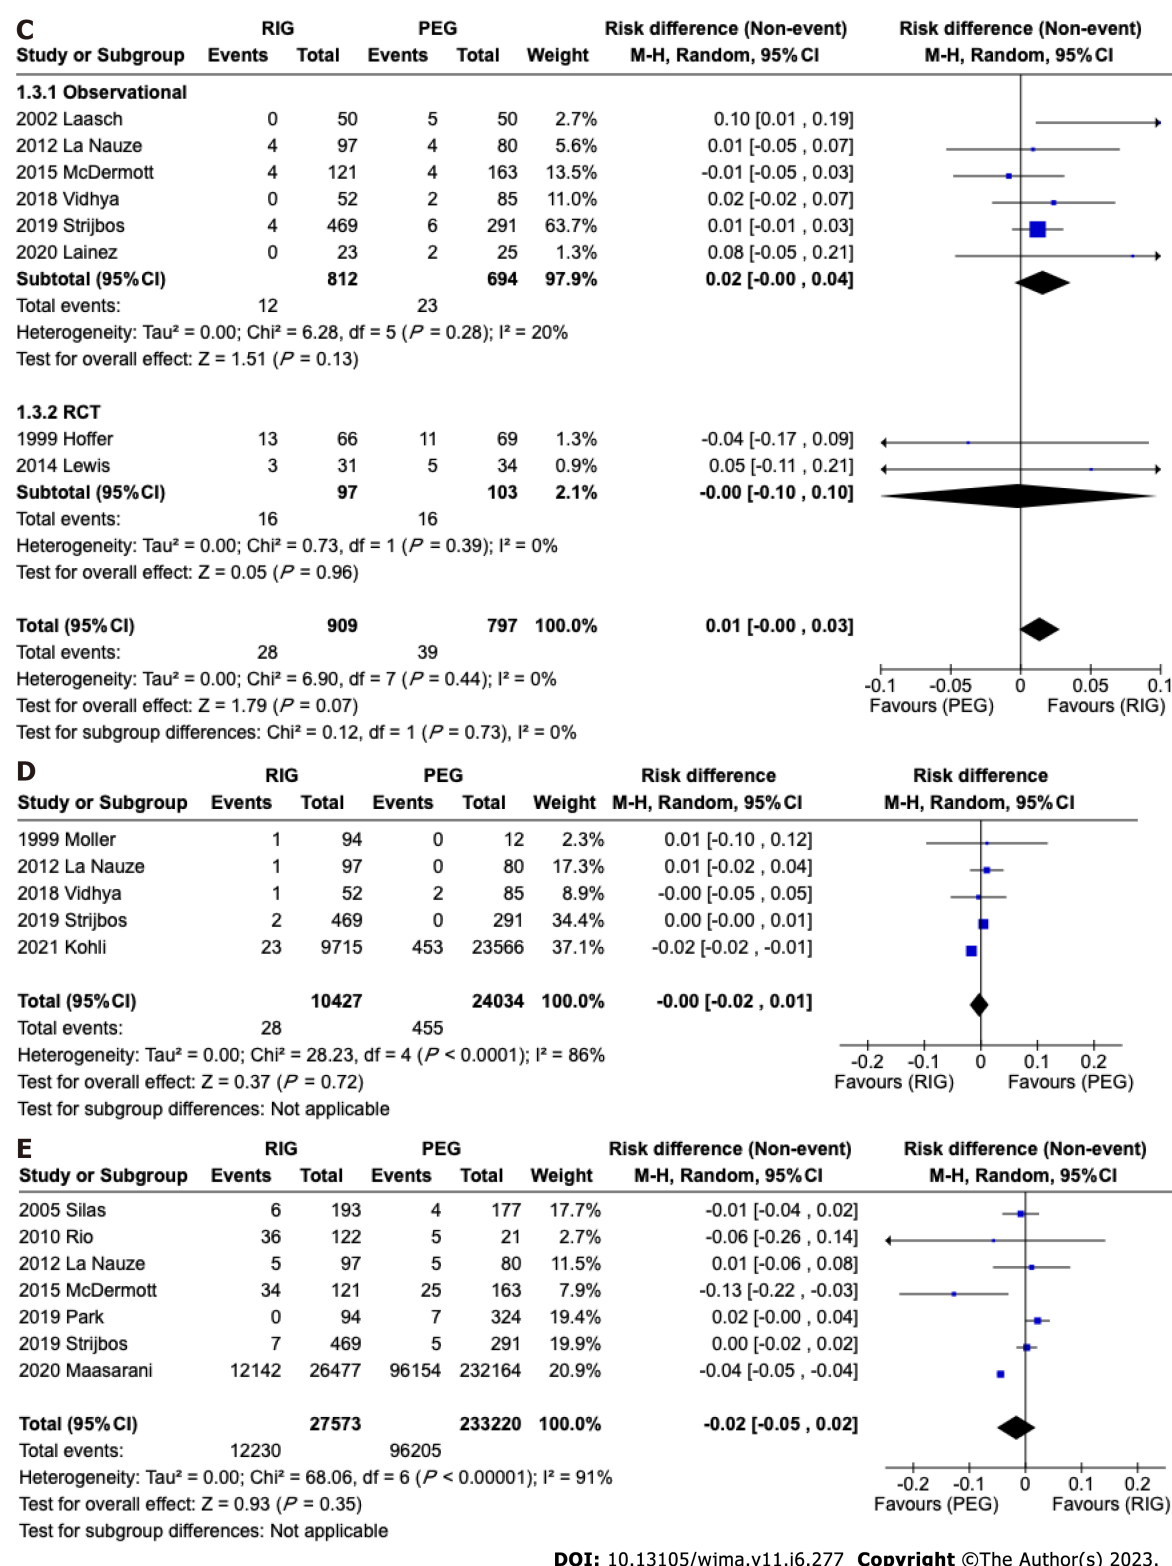 C RIG PEG Risk difference (Non-event) Risk difference (Non-event)
Study or Subgroup Events Total Events Total Weight M-H, Random, 95%CI M-H, Random, 95%CI
1.3.1 Observational
2002 Laasch 0 50 5 50 2.7% 0.10 [0.01 , 0.19]
2012 La Nauze 4 97 4 80 5.6% 0.01 [-0.05 , 0.07]
2015 McDermott 4 121 4 163 13.5% -0.01 [-0.05 , 0.03]
2018 Vidhya 0 52 2 85 11.0% 0.02 [-0.02 , 0.07]
2019 Strijbos 4 469 6 291 63.7% 0.01 [-0.01 , 0.03]
2020 Lainez 0 23 2 25 1.3% 0.08 [-0.05 , 0.21]
Subtotal (95%CI) 812 694 97.9% 0.02 [-0.00 , 0.04]
Total events: 12 23
Heterogeneity: Tau² = 0.00; Chi² = 6.28, df = 5 (P = 0.28); I² = 20%
Test for overall effect: Z = 1.51 (P = 0.13)
1.3.2 RCT
1999 Hoffer 13 66 11 69 1.3% -0.04 [-0.17 , 0.09]
2014 Lewis 3 31 5 34 0.9% 0.05 [-0.11 , 0.21]
Subtotal (95%CI) 97 103 2.1% -0.00 [-0.10 , 0.10]
Total events: 16 16
Heterogeneity: Tau² = 0.00; Chi² = 0.73, df = 1 (P = 0.39); I² = 0%
Test for overall effect: Z = 0.05 (P = 0.96)
Total (95%CI) 909 797 100.0% 0.01 [-0.00 , 0.03]
Total events: 28 39
Heterogeneity: Tau² = 0.00; Chi² = 6.90, df = 7 (P = 0.44); I² = 0%
-0.1 -0.05 0 0.05 0.1
Test for overall effect: Z = 1.79 (P = 0.07) Favours (PEG) Favours (RIG)
Test for subgroup differences: Chi² = 0.12, df = 1 (P = 0.73), I² = 0%
D RIG PEG Risk difference Risk difference
Study or Subgroup Events Total Events Total Weight M-H, Random, 95%CI M-H, Random, 95%CI
1999 Moller 1 94 0 12 2.3% 0.01 [-0.10 , 0.12]
2012 La Nauze 1 97 0 80 17.3% 0.01 [-0.02 , 0.04]
2018 Vidhya 1 52 2 85 8.9% -0.00 [-0.05 , 0.05]
2019 Strijbos 2 469 0 291 34.4% 0.00 [-0.00 , 0.01]
2021 Kohli 23 9715 453 23566 37.1% -0.02 [-0.02 , -0.01]
Total (95%CI) 10427 24034 100.0% -0.00 [-0.02 , 0.01]
Total events: 28 455
Heterogeneity: Tau² = 0.00; Chi² = 28.23, df = 4 (P < 0.0001); I² = 86%
-0.2 -0.1 0 0.1 0.2
Test for overall effect: Z = 0.37 (P = 0.72) Favours (RIG) Favours (PEG)
Test for subgroup differences: Not applicable
E RIG PEG Risk difference (Non-event) Risk difference (Non-event)
Study or Subgroup Events Total Events Total Weight M-H, Random, 95%CI M-H, Random, 95%CI
2005 Silas 6 193 4 177 17.7% -0.01 [-0.04 , 0.02]
2010 Rio 36 122 5 21 2.7% -0.06 [-0.26 , 0.14]
2012 La Nauze 5 97 5 80 11.5% 0.01 [-0.06 , 0.08]
2015 McDermott 34 121 25 163 7.9% -0.13 [-0.22 , -0.03]
2019 Park 0 94 7 324 19.4% 0.02 [-0.00 , 0.04]
2019 Strijbos 7 469 5 291 19.9% 0.00 [-0.02 , 0.02]
2020 Maasarani 12142 26477 96154 232164 20.9% -0.04 [-0.05 , -0.04]
Total (95%CI) 27573 233220 100.0% -0.02 [-0.05 , 0.02]
Total events: 12230 96205
Heterogeneity: Tau² = 0.00; Chi² = 68.06, df = 6 (P < 0.00001); I² = 91%
-0.2 -0.1 0 0.1 0.2
Test for overall effect: Z = 0.93 (P = 0.35) Favours (PEG) Favours (RIG)
Test for subgroup differences: Not applicable
DOI: 10.13105/wjma.v11.i6.277 Copyright ©The Author(s) 2023.